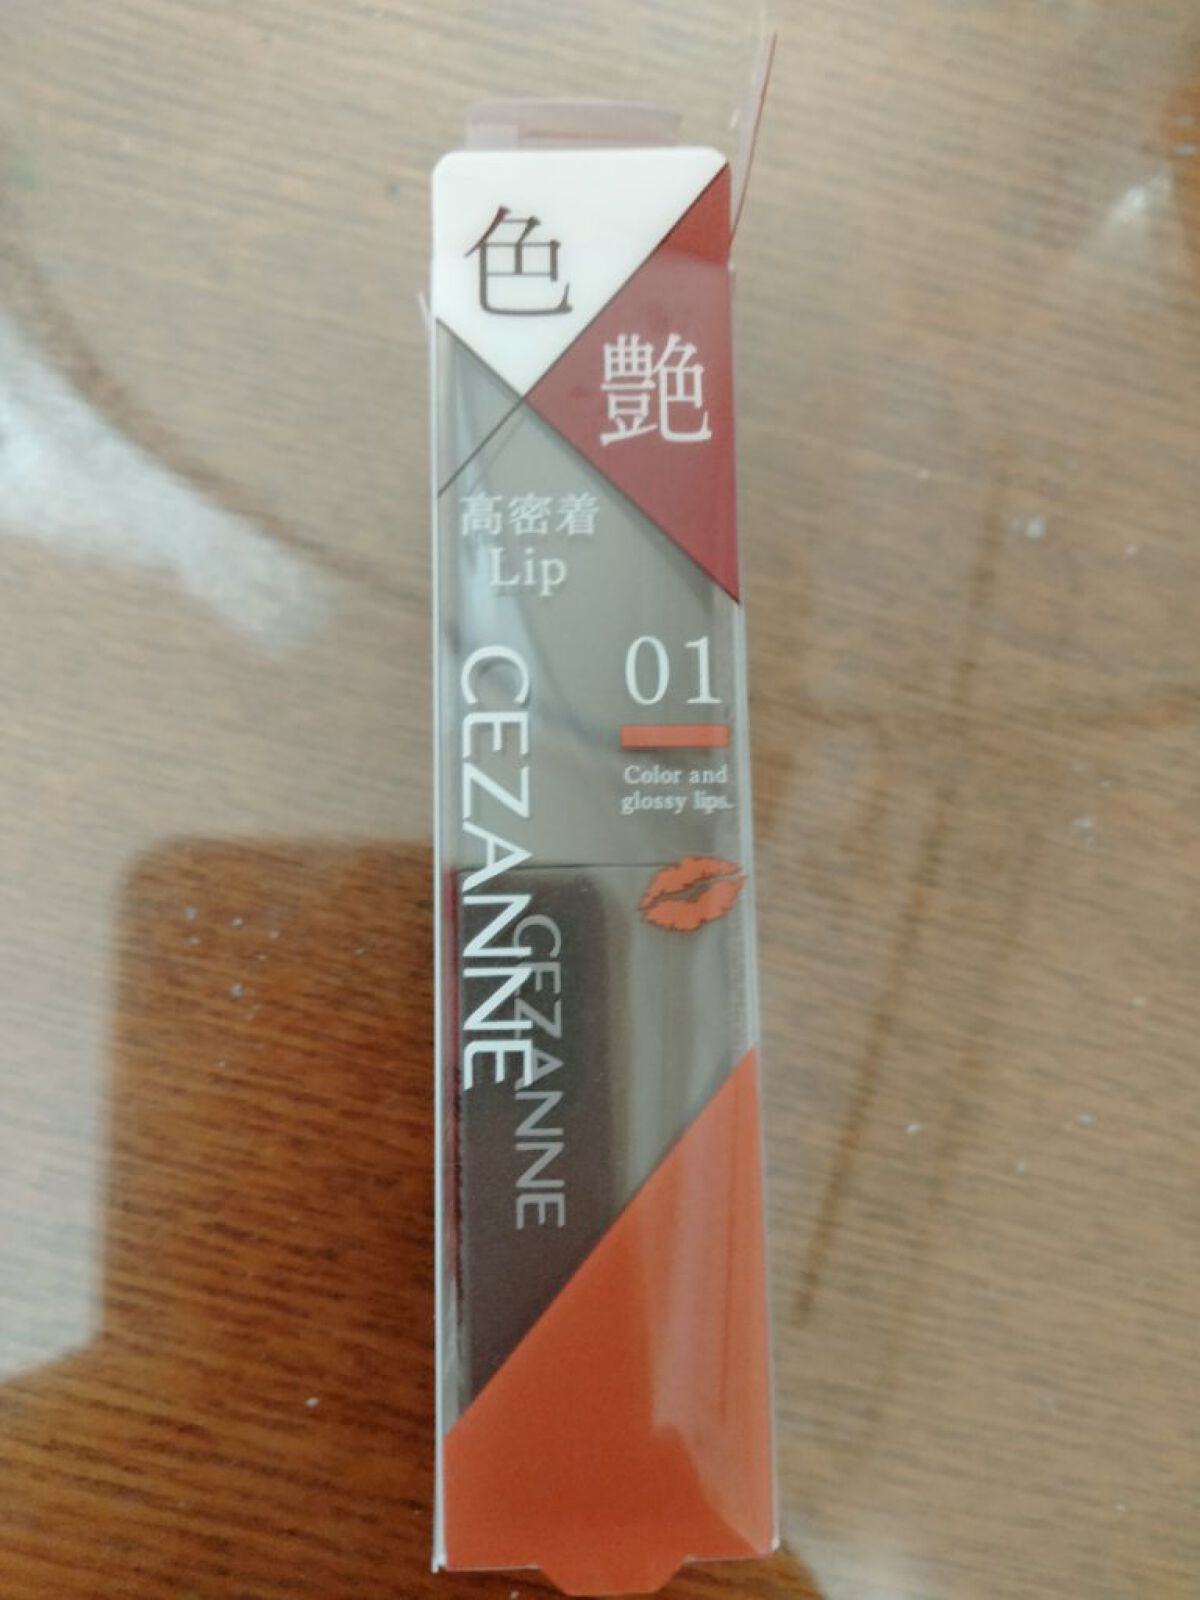 色
艶
高密着
Lip
01
Color and
glossy lips.
CEZANNE
CEZANNE